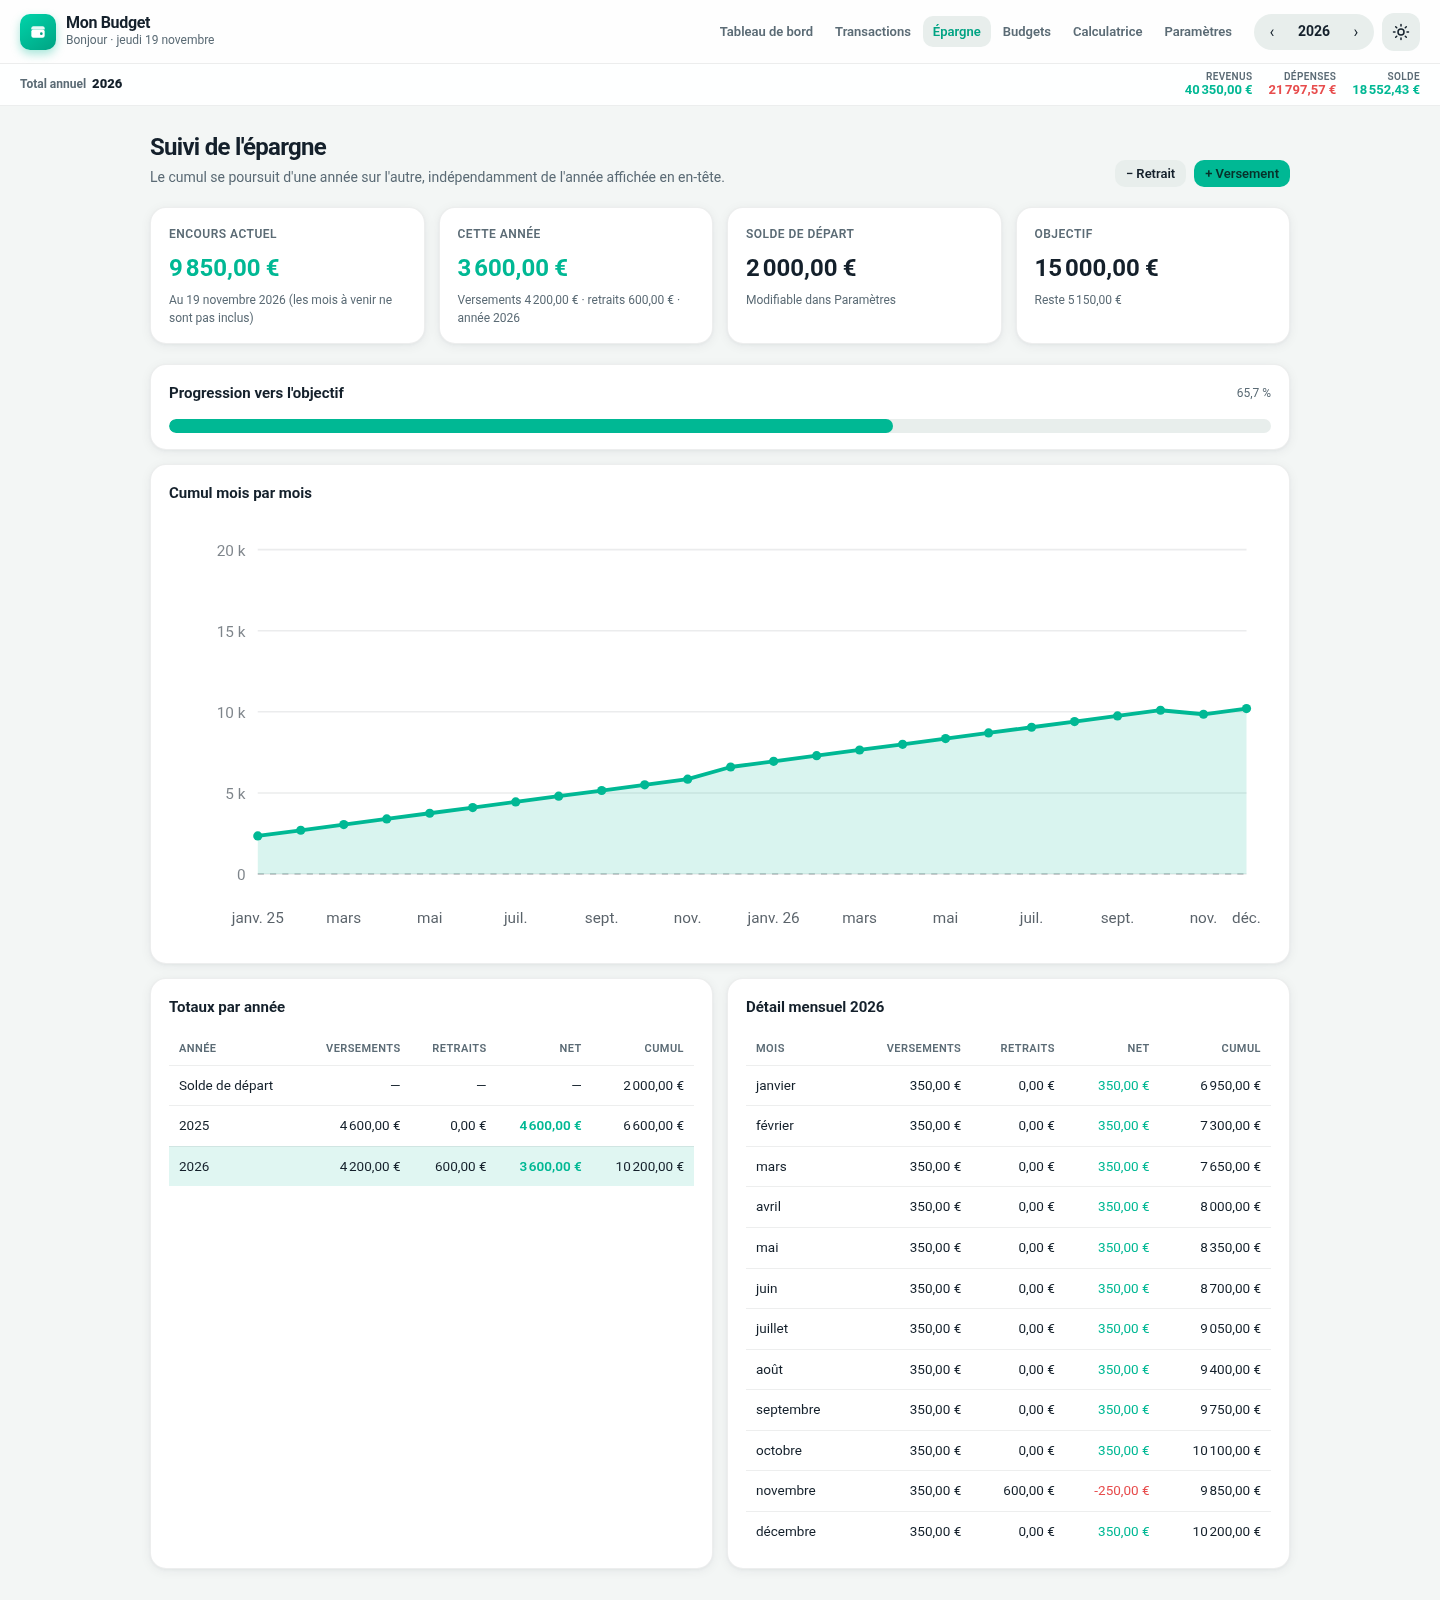 Mon Budget
Bonjour · jeudi 19 novembre
Tableau de bord Transactions Épargne Budgets Calculatrice Paramètres ‹ 2026 ›
Total annuel 2026
REVENUS DÉPENSES SOLDE
40 350,00 € 21 797,57 € 18 552,43 €
Suivi de l'épargne
Le cumul se poursuit d'une année sur l'autre, indépendamment de l'année affichée en en-tête.
− Retrait + Versement
ENCOURS ACTUEL
9 850,00 €
Au 19 novembre 2026 (les mois à venir ne
sont pas inclus)
CETTE ANNÉE
3 600,00 €
Versements 4 200,00 € · retraits 600,00 € ·
année 2026
SOLDE DE DÉPART
2 000,00 €
Modifiable dans Paramètres
OBJECTIF
15 000,00 €
Reste 5 150,00 €
Progression vers l'objectif 65,7 %
Cumul mois par mois
20 k
15 k
10 k
5 k
0
janv. 25 mars mai juil. sept. nov. janv. 26 mars mai juil. sept. nov. déc.
Totaux par année
ANNÉE VERSEMENTS RETRAITS NET CUMUL
Solde de départ — — — 2 000,00 €
2025 4 600,00 € 0,00 € 4 600,00 € 6 600,00 €
2026 4 200,00 € 600,00 € 3 600,00 € 10 200,00 €
Détail mensuel 2026
MOIS VERSEMENTS RETRAITS NET CUMUL
janvier 350,00 € 0,00 € 350,00 € 6 950,00 €
février 350,00 € 0,00 € 350,00 € 7 300,00 €
mars 350,00 € 0,00 € 350,00 € 7 650,00 €
avril 350,00 € 0,00 € 350,00 € 8 000,00 €
mai 350,00 € 0,00 € 350,00 € 8 350,00 €
juin 350,00 € 0,00 € 350,00 € 8 700,00 €
juillet 350,00 € 0,00 € 350,00 € 9 050,00 €
août 350,00 € 0,00 € 350,00 € 9 400,00 €
septembre 350,00 € 0,00 € 350,00 € 9 750,00 €
octobre 350,00 € 0,00 € 350,00 € 10 100,00 €
novembre 350,00 € 600,00 € -250,00 € 9 850,00 €
décembre 350,00 € 0,00 € 350,00 € 10 200,00 €